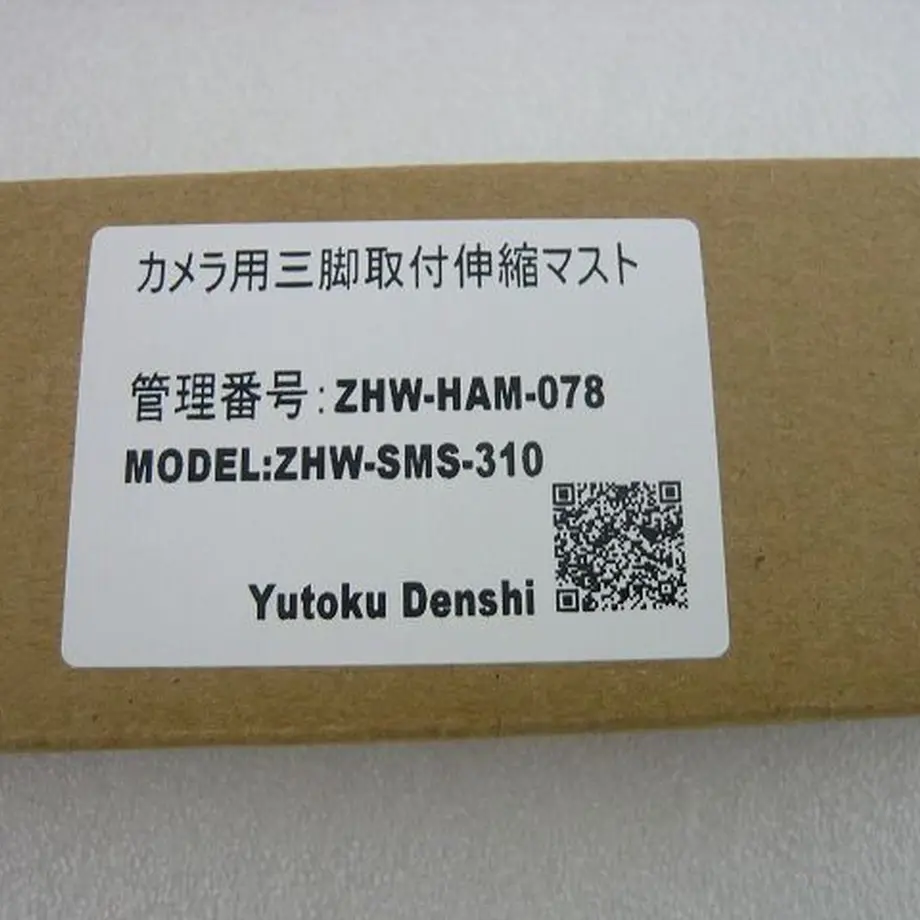 カメラ用三脚取付伸縮マスト
管理番号:ZHW-HAM-078
MODEL:ZHW-SMS-310
Yutoku Denshi